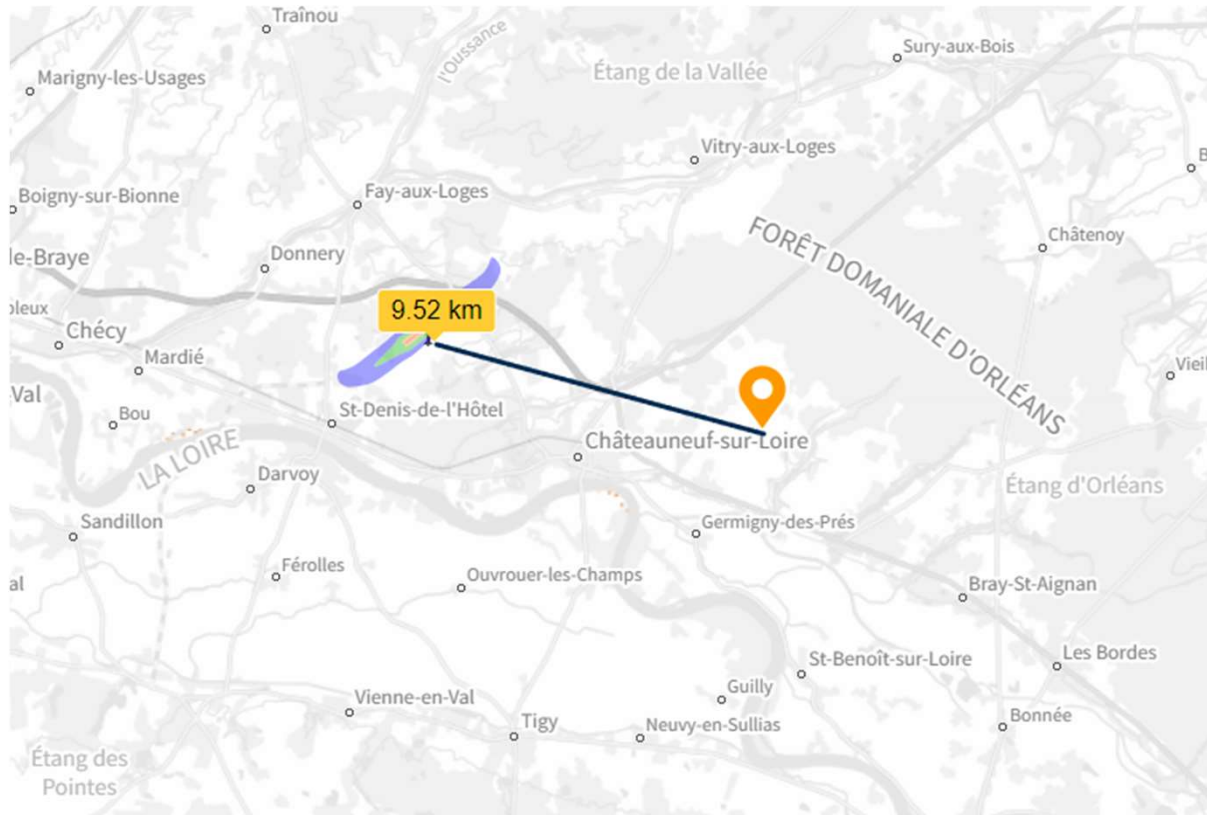 Traînou
Sury-aux-Bois
l'Oussance
Étang de la Vallée
Marigny-les-Usages
Vitry-aux-Loges
B
Boigny-sur-Bionne
Fay-aux-Loges
FORÊT DOMANIALE D'ORLÉANS
Châtenoy
le-Braye
Donnery
9.52 km
Chécy
Mardié
Vieil
-Val
Bou
St-Denis-de-l'Hôtel
Châteauneuf-sur-Loire
LA LOIRE
Darvoy
Étang d'Orléans
Sandillon
Germigny-des-Prés
Férolles
Ouvrouer-les-Champs
al
Bray-St-Aignan
St-Benoît-sur-Loire
Les Bordes
Guilly
Vienne-en-Val
Tigy
Neuvy-en-Sullias
Bonnée
Étang des
Pointes